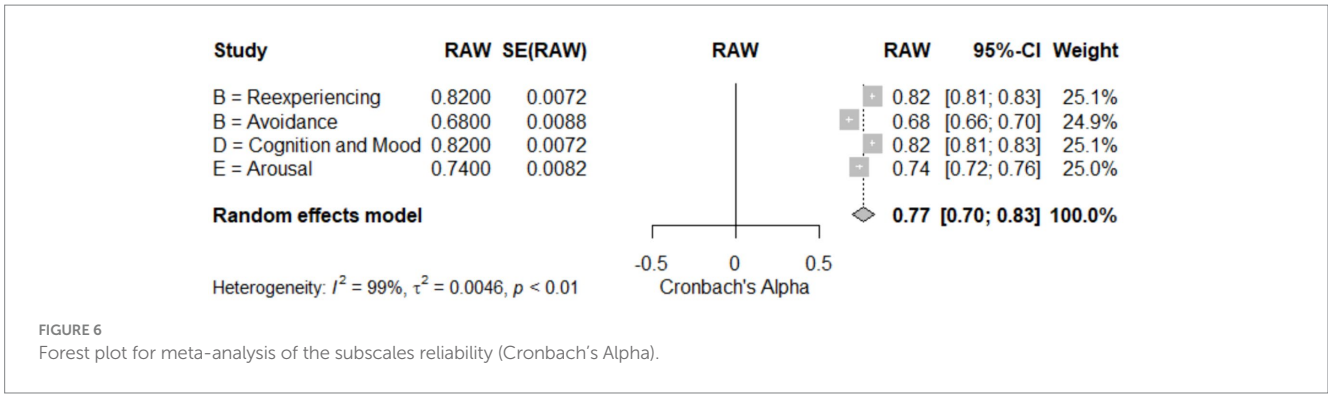 Study RAW SE(RAW) RAW RAW 95%-CI Weight
B = Reexperiencing 0.8200 0.0072 0.82 [0.81; 0.83] 25.1%
B = Avoidance 0.6800 0.0088 0.68 [0.66; 0.70] 24.9%
D = Cognition and Mood 0.8200 0.0072 0.82 [0.81; 0.83] 25.1%
E = Arousal 0.7400 0.0082 0.74 [0.72; 0.76] 25.0%
Random effects model 0.77 [0.70; 0.83] 100.0%
-0.5 0 0.5
Heterogeneity: I² = 99%, τ² = 0.0046, p < 0.01 Cronbach's Alpha
FIGURE 6
Forest plot for meta-analysis of the subscales reliability (Cronbach's Alpha).